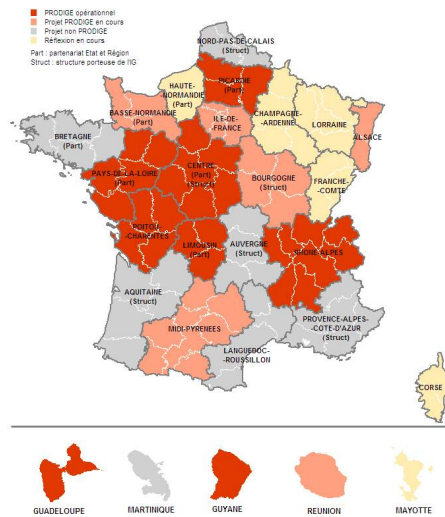 PRODIGE opérationnel
Projet PRODIGE en cours
Projet non PRODIGE
Réflexion en cours
Part : partenariat Etat et Région
Struct : structure porteuse de l'IG
NORD-PAS-DE-CALAIS
(Struct)
PICARDIE
(Part)
HAUTE-
NORMANDIE
(Part)
BASSE-NORMANDIE
(Part)
ILE-DE-
FRANCE
CHAMPAGNE-
-ARDENNE
LORRAINE
ALSACE
BRETAGNE
(Part)
PAYS-DE-LA-LOIRE
(Part)
CENTRE
(Part)
(Struct)
BOURGOGNE
(Struct)
FRANCHE-
-COMTE
POITOU-
-CHARENTES
LIMOUSIN
(Part)
AUVERGNE
(Struct)
RHONE-ALPES
AQUITAINE
(Struct)
MIDI-PYRENEES
LANGUEDOC-
-ROUSSILLON
PROVENCE-ALPES-
-COTE-D'AZUR
(Struct)
CORSE
GUADELOUPE
MARTINIQUE
GUYANE
REUNION
MAYOTTE